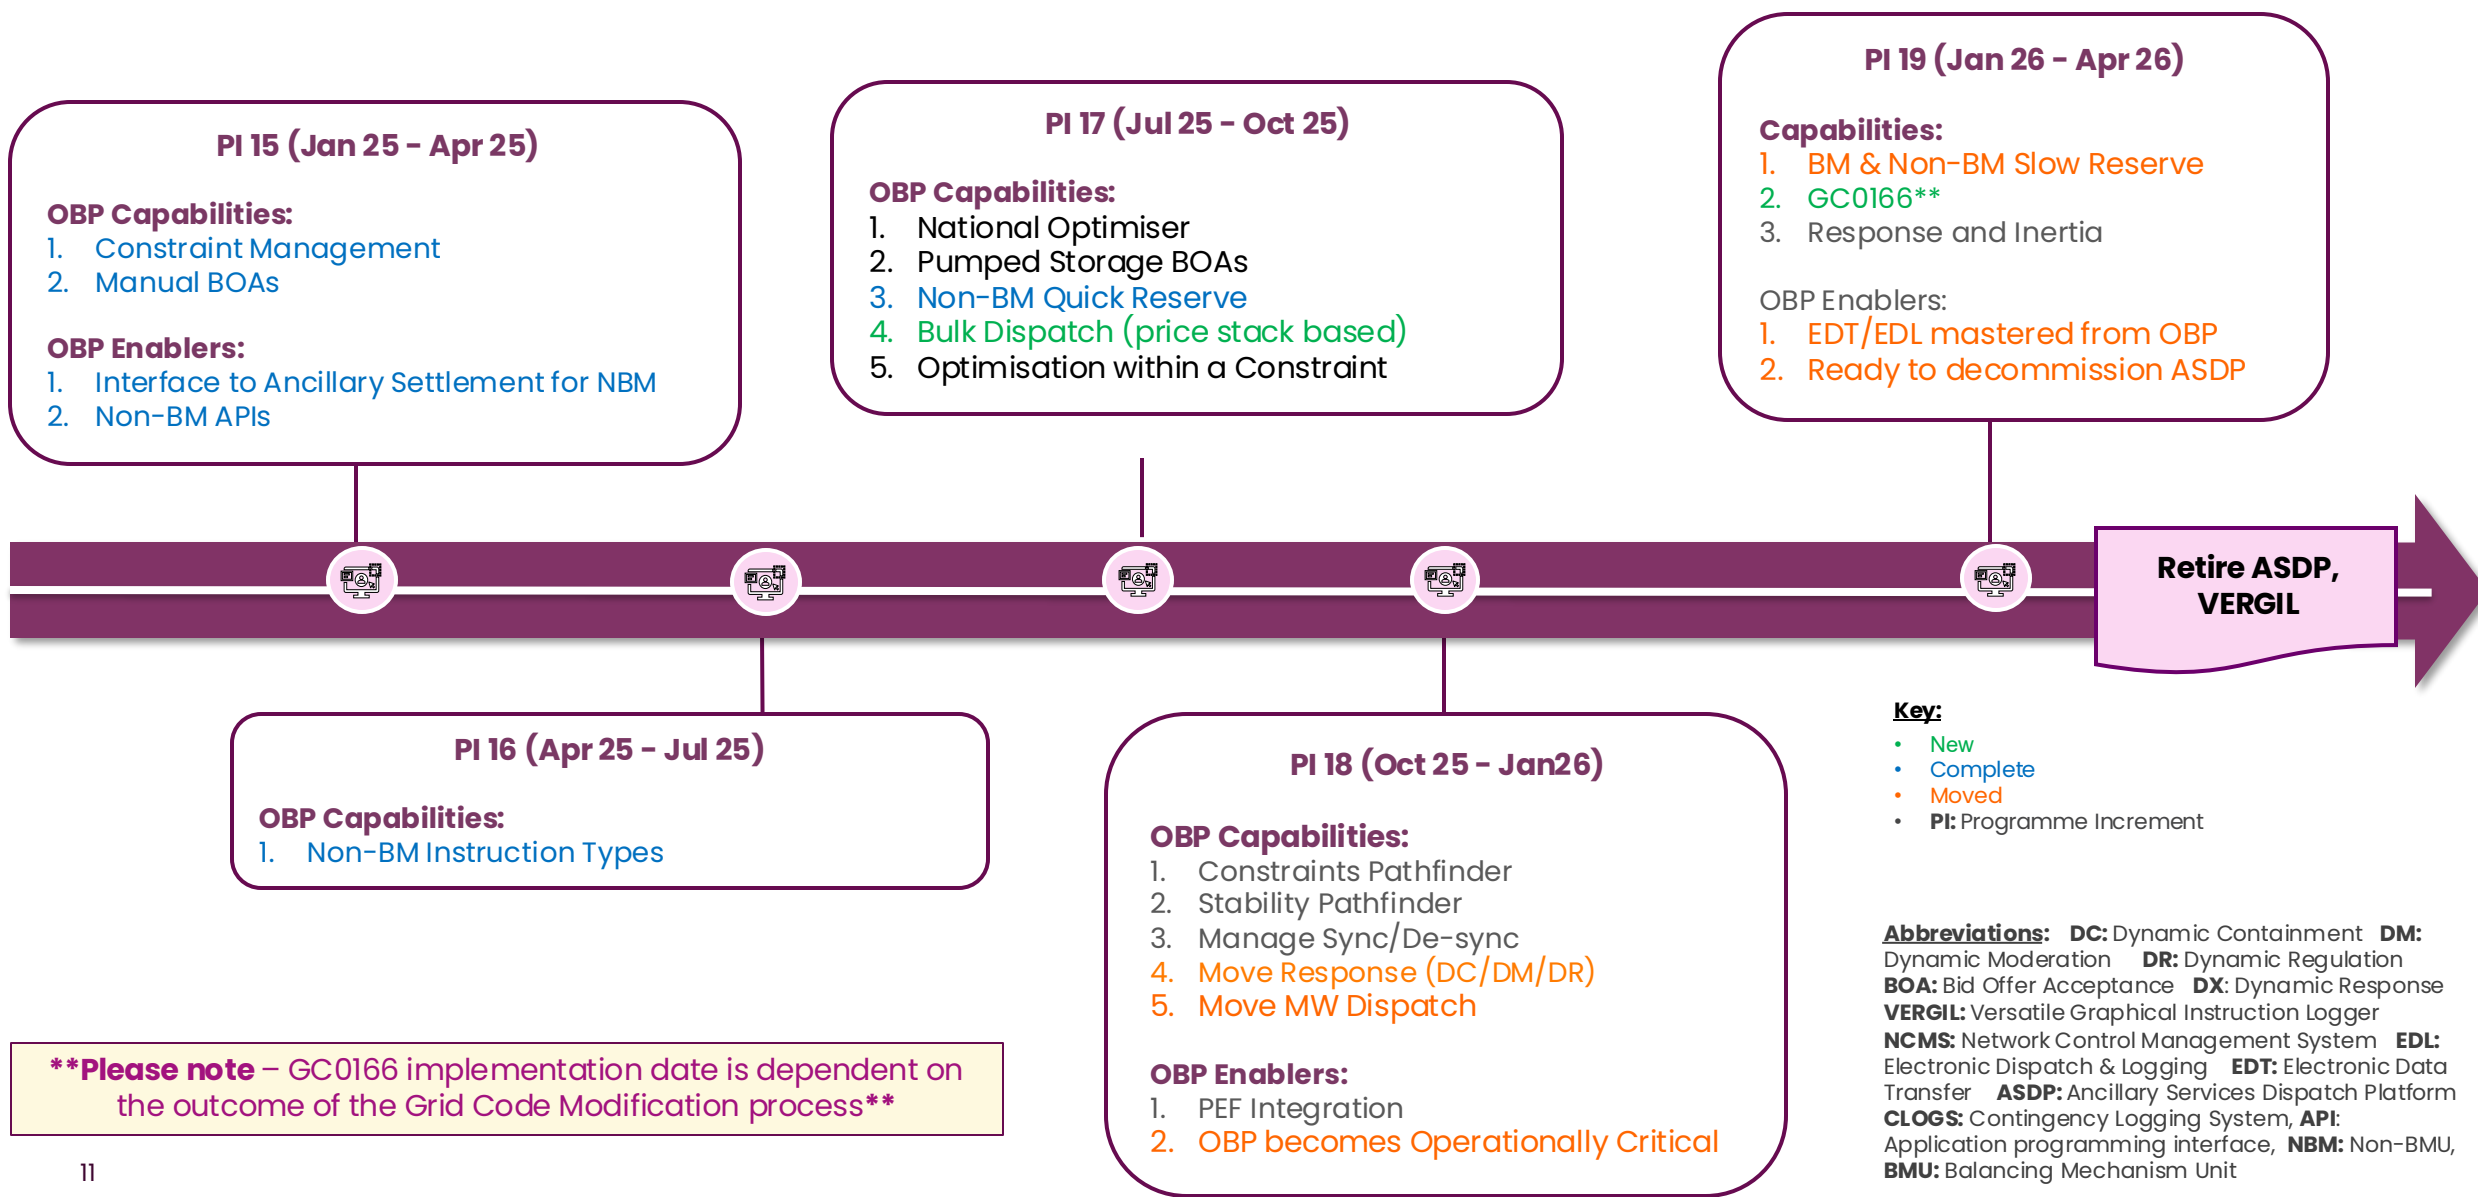 PI 15 (Jan 25 - Apr 25)
OBP Capabilities:
1. Constraint Management
2. Manual BOAs
OBP Enablers:
1. Interface to Ancillary Settlement for NBM
2. Non-BM APIs
PI 17 (Jul 25 - Oct 25)
OBP Capabilities:
1. National Optimiser
2. Pumped Storage BOAs
3. Non-BM Quick Reserve
4. Bulk Dispatch (price stack based)
5. Optimisation within a Constraint
PI 19 (Jan 26 - Apr 26)
Capabilities:
1. BM & Non-BM Slow Reserve
2. GC0166**
3. Response and Inertia
OBP Enablers:
1. EDT/EDL mastered from OBP
2. Ready to decommission ASDP
Retire ASDP,
VERGIL
PI 16 (Apr 25 - Jul 25)
OBP Capabilities:
1. Non-BM Instruction Types
PI 18 (Oct 25 - Jan26)
OBP Capabilities:
1. Constraints Pathfinder
2. Stability Pathfinder
3. Manage Sync/De-sync
4. Move Response (DC/DM/DR)
5. Move MW Dispatch
OBP Enablers:
1. PEF Integration
2. OBP becomes Operationally Critical
Key:
• New
• Complete
• Moved
• PI: Programme Increment
Abbreviations: DC: Dynamic Containment DM:
Dynamic Moderation DR: Dynamic Regulation
BOA: Bid Offer Acceptance DX: Dynamic Response
VERGIL: Versatile Graphical Instruction Logger
NCMS: Network Control Management System EDL:
Electronic Dispatch & Logging EDT: Electronic Data
Transfer ASDP: Ancillary Services Dispatch Platform
CLOGS: Contingency Logging System, API:
Application programming interface, NBM: Non-BMU,
BMU: Balancing Mechanism Unit
**Please note – GC0166 implementation date is dependent on
the outcome of the Grid Code Modification process**
11